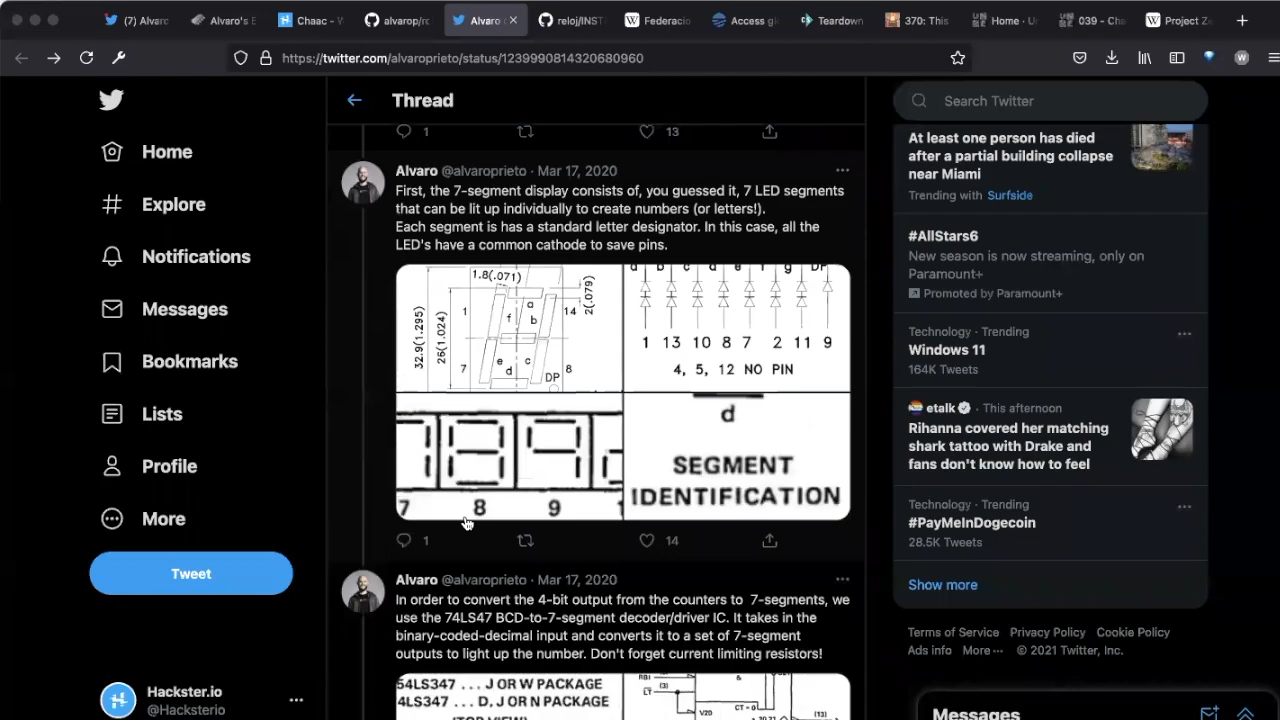 (7) Alvaro
Alvaro's E
Chaac - V
alvarop/ro
Alvaro
reloj/INST
Federacio
Access gl
Teardown
370: This
Home · U
039 - Cha
Project Z
https://twitter.com/alvaroprieto/status/1239990814320680960
Home
Explore
Notifications
Messages
Bookmarks
Lists
Profile
More
Tweet
Hackster.io
@Hacksterio
Thread
1
13
Alvaro @alvaroprieto · Mar 17, 2020
First, the 7-segment display consists of, you guessed it, 7 LED segments
that can be lit up individually to create numbers (or letters!).
Each segment is has a standard letter designator. In this case, all the
LED's have a common cathode to save pins.
1.8(.071)
2(.079)
32.9(1.295)
26(1.024)
1
14
7
8
a
f
b
e
c
d
DP
a b c d e f g DP
1 13 10 8 7 2 11 9
4, 5, 12 NO PIN
7 8 9
d
SEGMENT
IDENTIFICATION
1
14
Alvaro @alvaroprieto · Mar 17, 2020
In order to convert the 4-bit output from the counters to 7-segments, we
use the 74LS47 BCD-to-7-segment decoder/driver IC. It takes in the
binary-coded-decimal input and converts it to a set of 7-segment
outputs to light up the number. Don't forget current limiting resistors!
54LS347 . . . J OR W PACKAGE
4LS347 . . . D, J OR N PACKAGE
RBI
LT
(3)
&
V20
CT = 0
(13)
Search Twitter
At least one person has died
after a partial building collapse
near Miami
Trending with Surfside
#AllStars6
New season is now streaming, only on
Paramount+
Promoted by Paramount+
Technology · Trending
Windows 11
164K Tweets
etalk · This afternoon
Rihanna covered her matching
shark tattoo with Drake and
fans don't know how to feel
Technology · Trending
#PayMeInDogecoin
28.5K Tweets
Show more
Terms of Service Privacy Policy Cookie Policy
Ads info More ··· © 2021 Twitter, Inc.
Messages